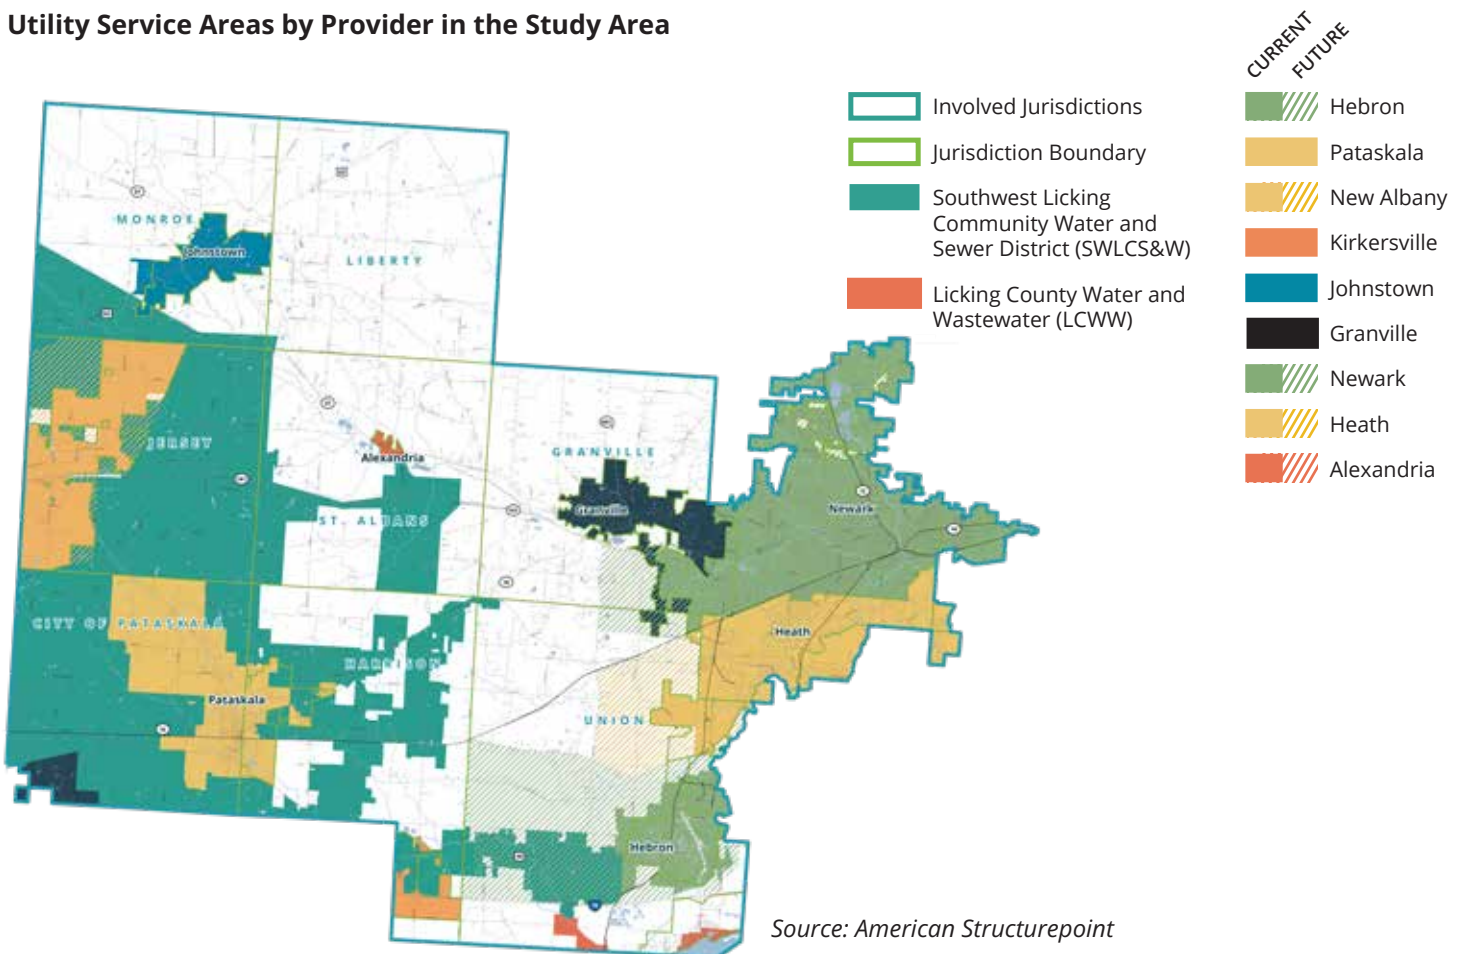 Utility Service Areas by Provider in the Study Area
CURRENT
FUTURE
Involved Jurisdictions
Jurisdiction Boundary
Southwest Licking
Community Water and
Sewer District (SWLCS&W)
Licking County Water and
Wastewater (LCWW)
Hebron
Pataskala
New Albany
Kirkersville
Johnstown
Granville
Newark
Heath
Alexandria
MONROE
Johnstown
LIBERTY
JERSEY
Alexandria
GRANVILLE
Granville
ST. ALBANS
Newark
CITY OF PATASKALA
Heath
HARRISON
Pataskala
UNION
Hebron
Source: American Structurepoint